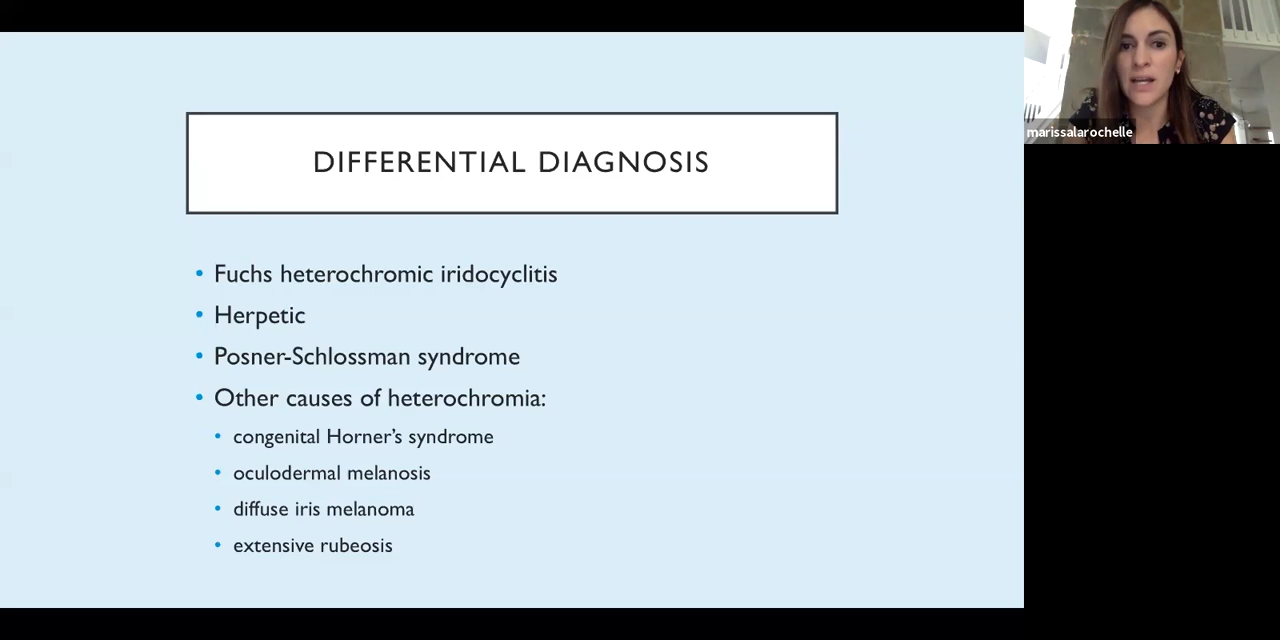 DIFFERENTIAL DIAGNOSIS
• Fuchs heterochromic iridocyclitis
• Herpetic
• Posner-Schlossman syndrome
• Other causes of heterochromia:
• congenital Horner’s syndrome
• oculodermal melanosis
• diffuse iris melanoma
• extensive rubeosis
marissalarochelle